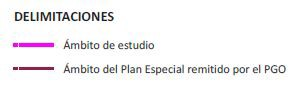 DELIMITACIONES
Ámbito de estudio
Ámbito del Plan Especial remitido por el PGO